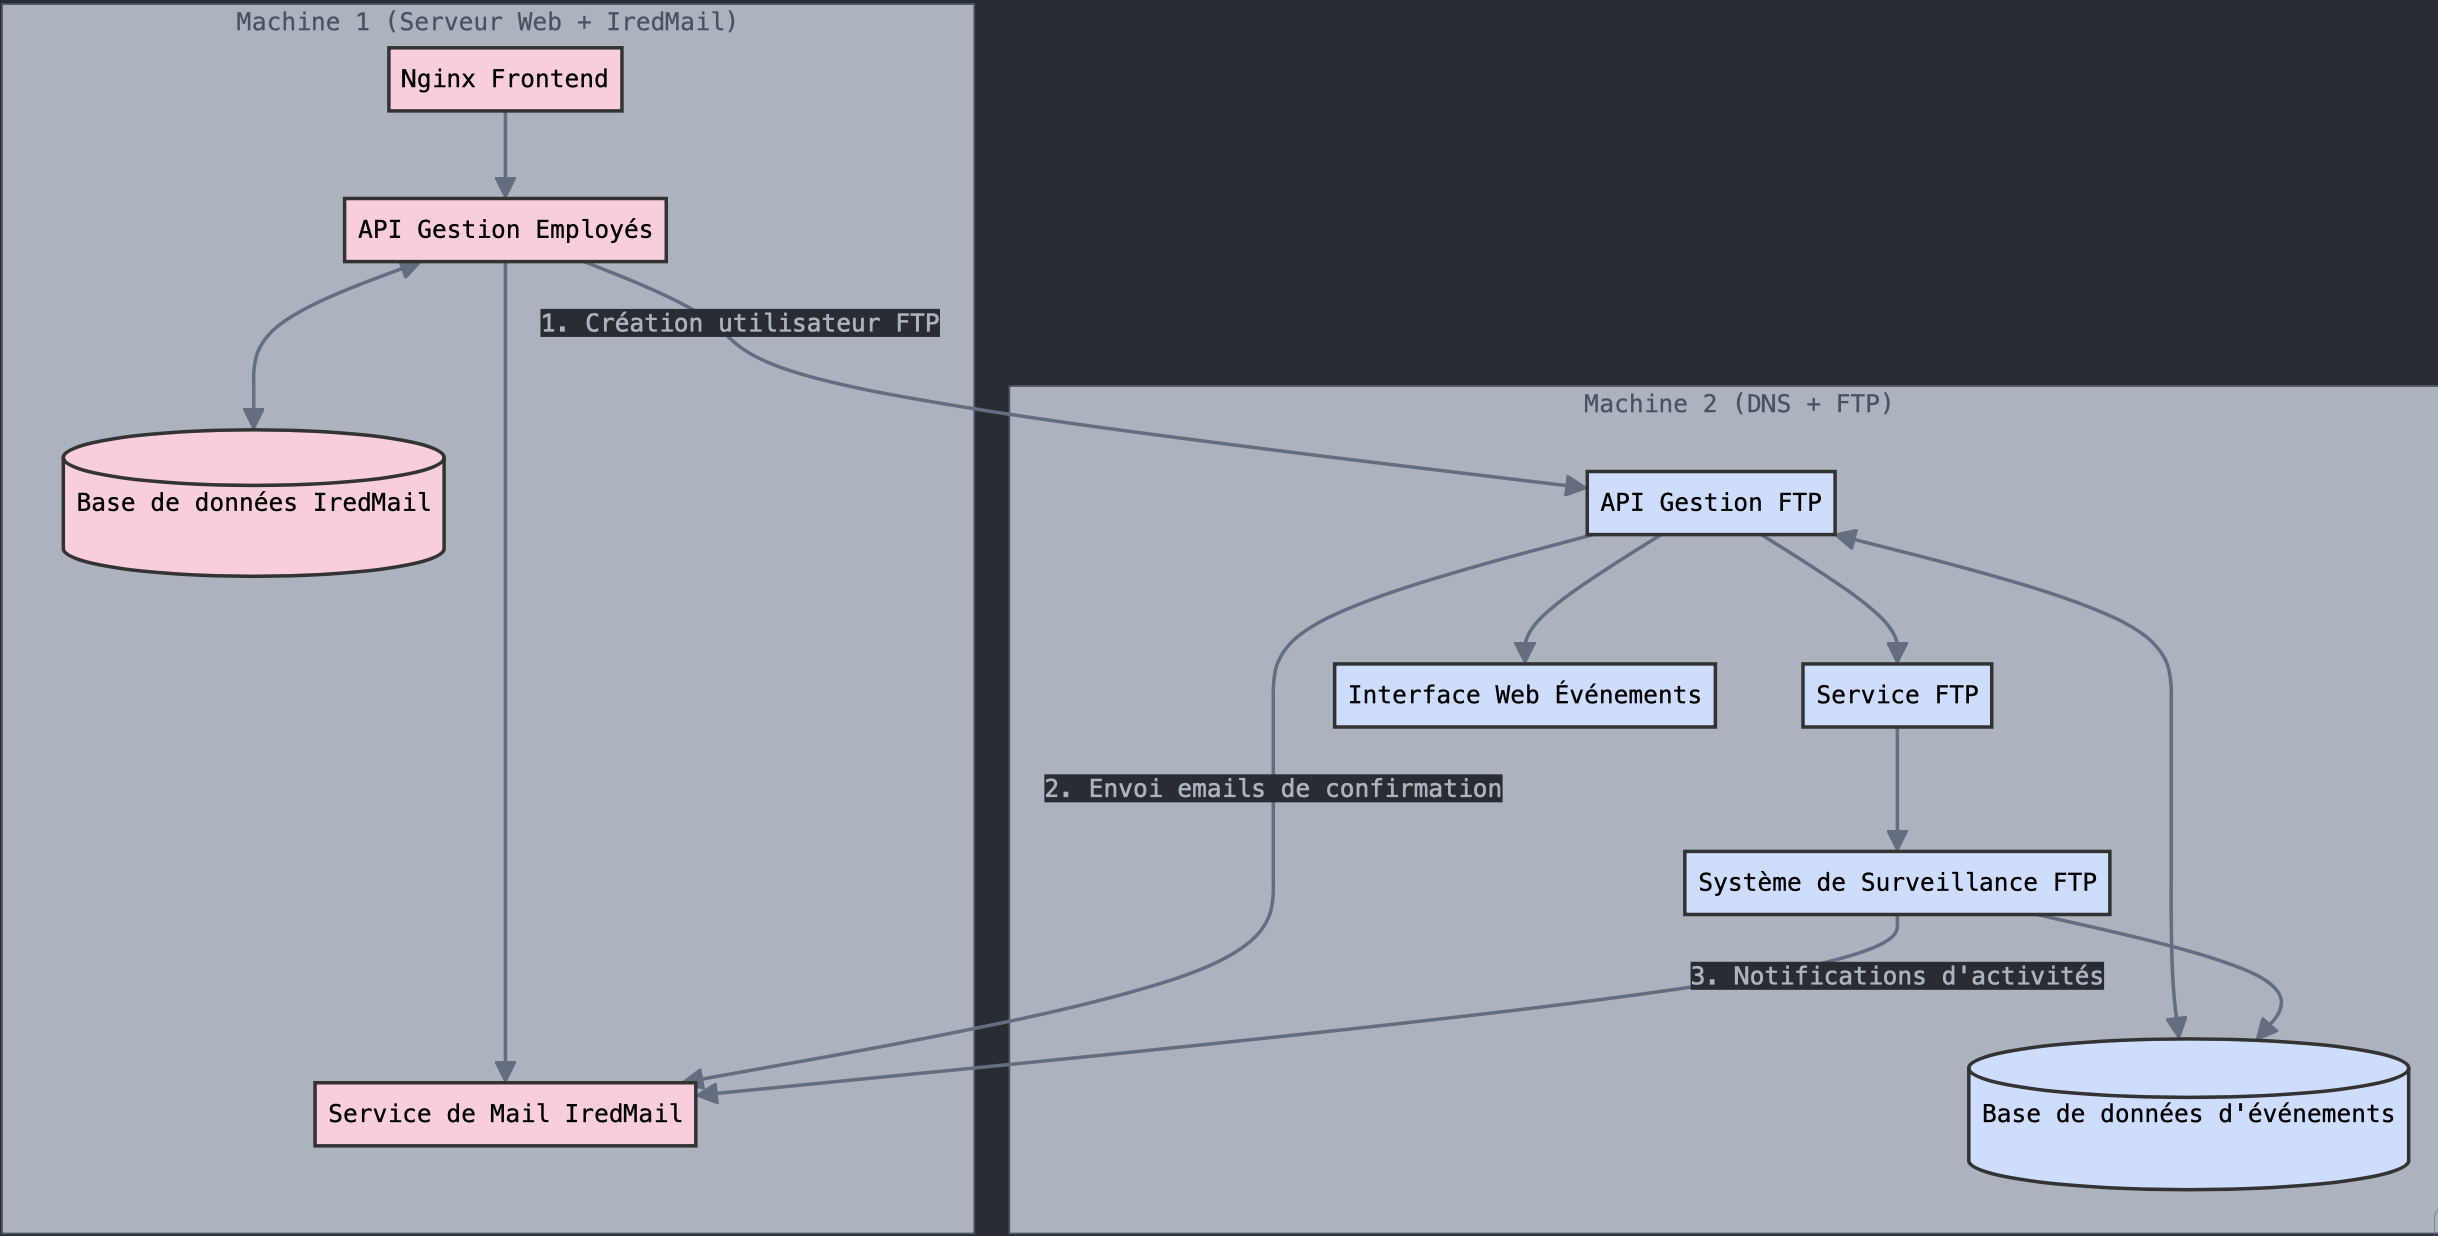 Machine 1 (Serveur Web + IredMail)
Nginx Frontend
API Gestion Employés
1. Création utilisateur FTP
Base de données IredMail
Service de Mail IredMail
Machine 2 (DNS + FTP)
API Gestion FTP
Interface Web Événements
Service FTP
2. Envoi emails de confirmation
Système de Surveillance FTP
3. Notifications d'activités
Base de données d'événements